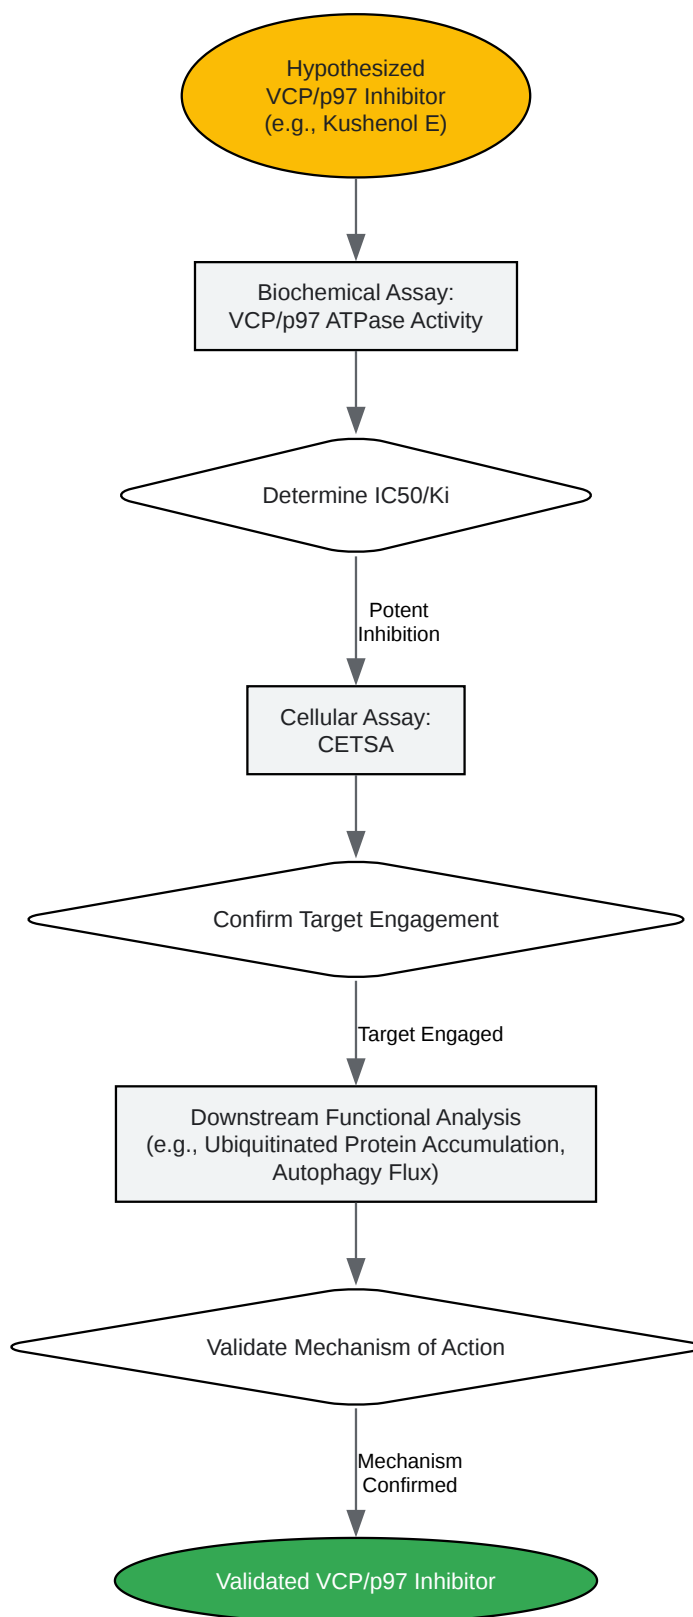 Hypothesized
VCP/p97 Inhibitor
(e.g., Kushenol E)
Biochemical Assay:
VCP/p97 ATPase Activity
Determine IC50/Ki
Potent
Inhibition
Cellular Assay:
CETSA
Confirm Target Engagement
Target Engaged
Downstream Functional Analysis
(e.g., Ubiquitinated Protein Accumulation,
Autophagy Flux)
Validate Mechanism of Action
Mechanism
Confirmed
Validated VCP/p97 Inhibitor